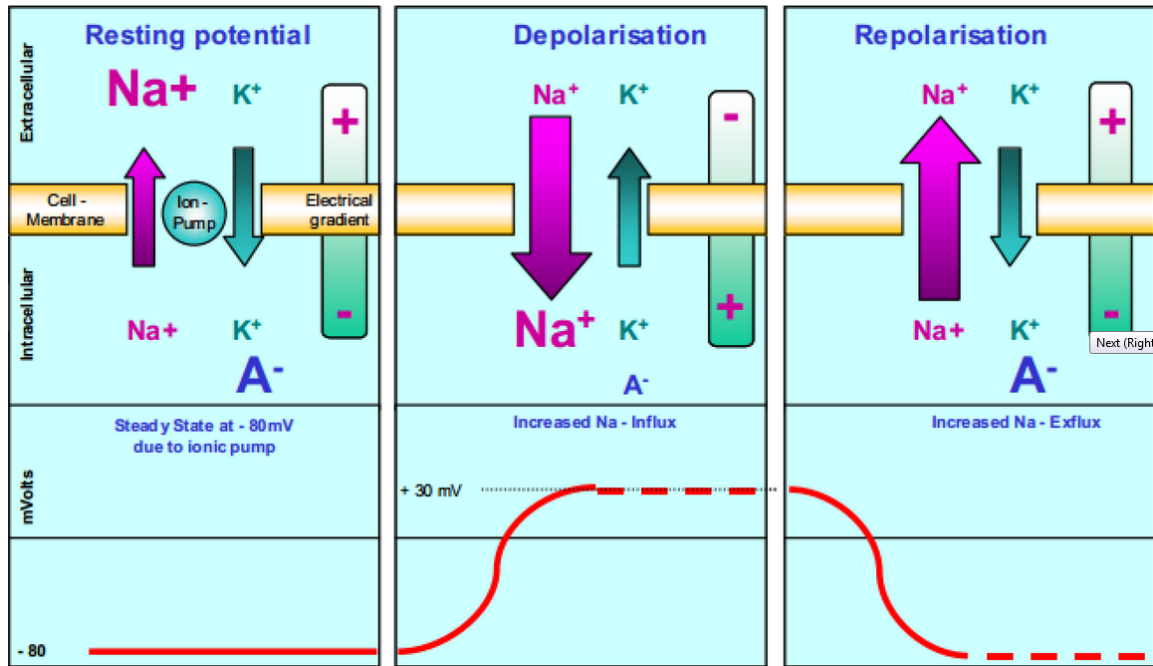 Resting potential
Extracellular
Na+
K+
+
Cell -
Membrane
Ion -
Pump
Electrical
gradient
Intracellular
Na+
K+
-
A-
Steady State at - 80mV
due to ionic pump
mVolts
- 80
Depolarisation
Na+
K+
-
Na+
K+
+
A-
Increased Na - Influx
+ 30 mV
Repolarisation
Na+
K+
+
Na+
K+
-
Next (Right
A-
Increased Na - Exflux